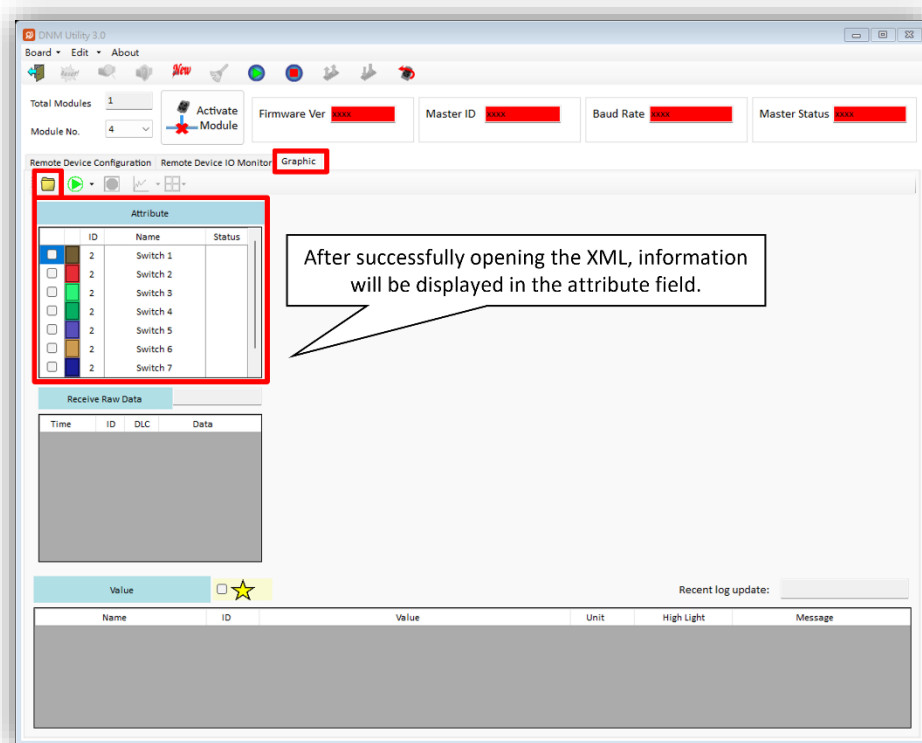 DNM Utility 3.0
Board Edit About
Reset New
Total Modules 1
Module No. 4
Activate
Module
Firmware Ver xxxx
Master ID xxxx
Baud Rate xxxx
Master Status xxxx
Remote Device Configuration Remote Device IO Monitor Graphic
Attribute
ID Name Status
2 Switch 1
2 Switch 2
2 Switch 3
2 Switch 4
2 Switch 5
2 Switch 6
2 Switch 7
After successfully opening the XML, information
will be displayed in the attribute field.
Receive Raw Data
Time ID DLC Data
Value
Recent log update:
Name ID Value Unit High Light Message